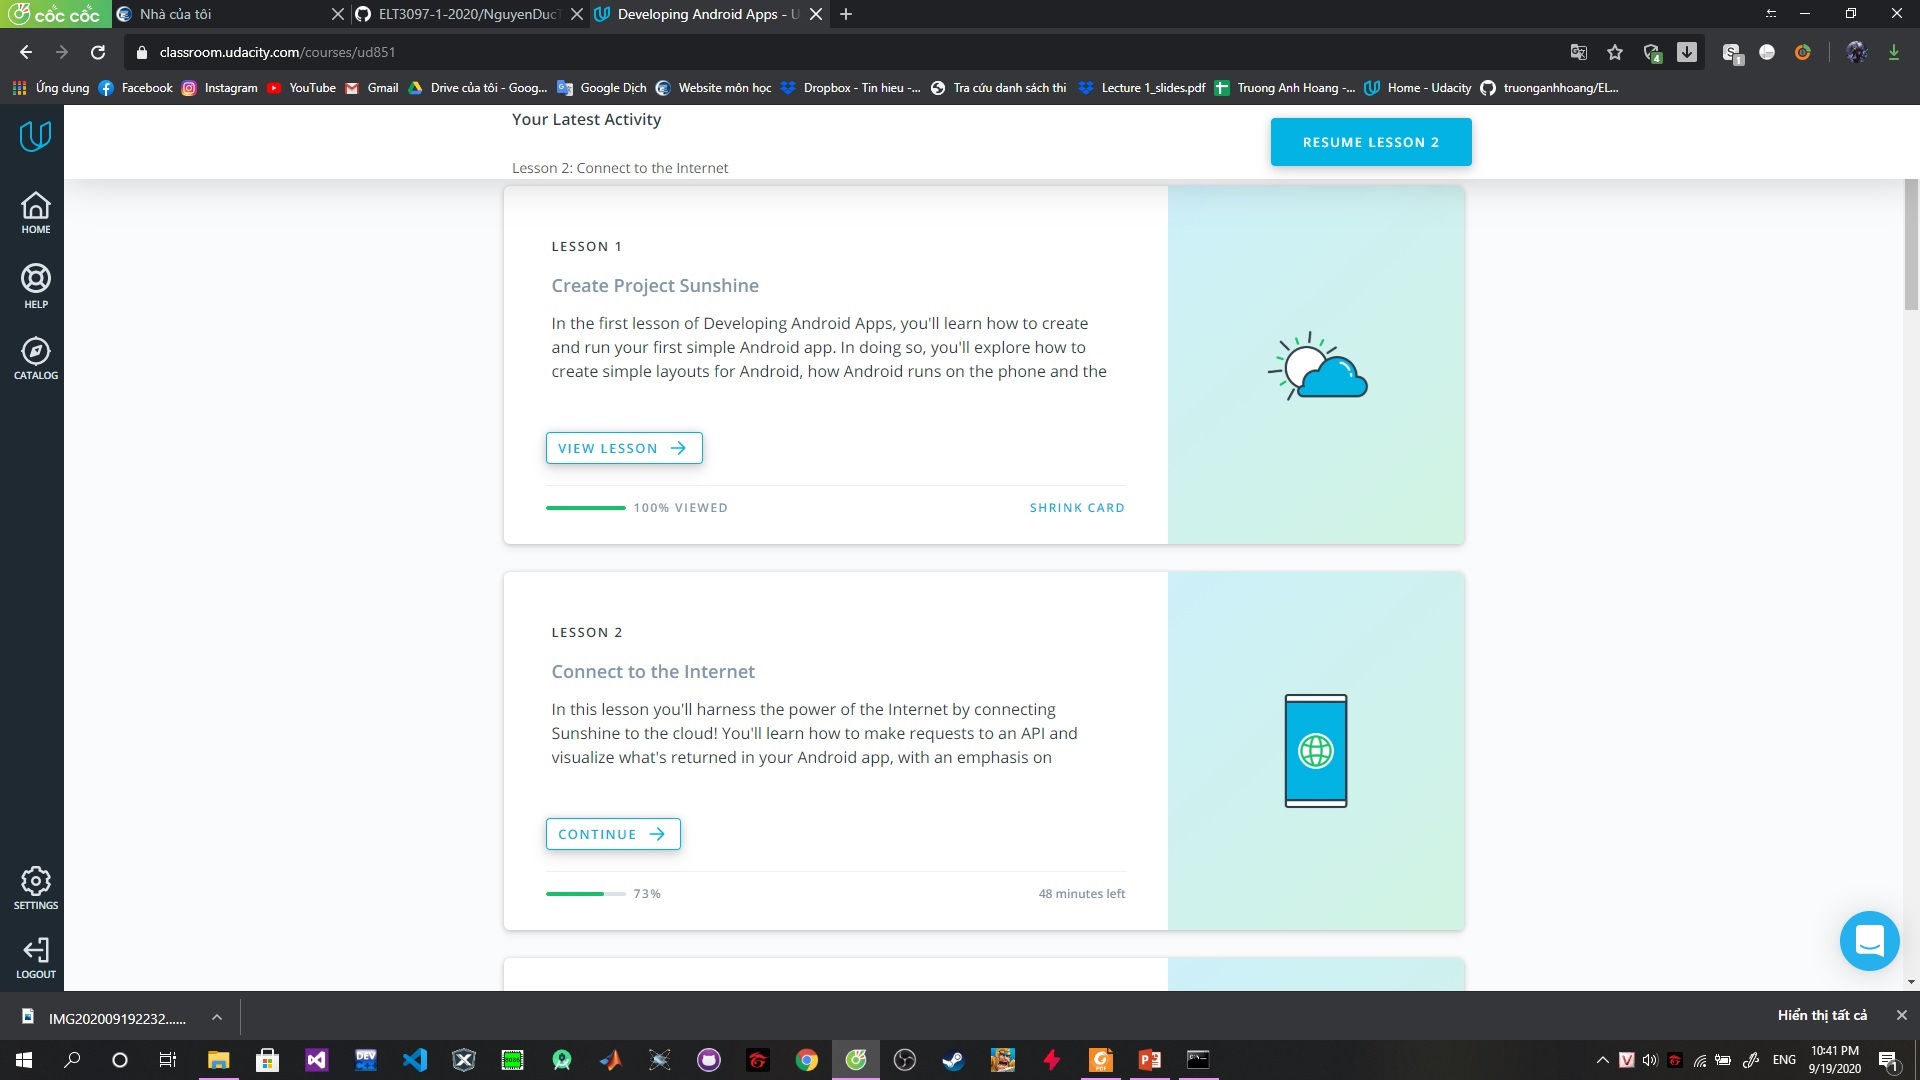 cốc cốc
Nhà của tôi
ELT3097-1-2020/NguyenDuc
Developing Android Apps - U
classroom.udacity.com/courses/ud851
4
1
Ứng dụng
Facebook
Instagram
YouTube
Gmail
Drive của tôi - Goog...
Google Dịch
Website môn học
Dropbox - Tin hieu -...
Tra cứu danh sách thi
Lecture 1_slides.pdf
Truong Anh Hoang -...
Home - Udacity
truonganhhoang/EL...
Your Latest Activity
Lesson 2: Connect to the Internet
RESUME LESSON 2
HOME
HELP
CATALOG
SETTINGS
LOGOUT
LESSON 1
Create Project Sunshine
In the first lesson of Developing Android Apps, you'll learn how to create
and run your first simple Android app. In doing so, you'll explore how to
create simple layouts for Android, how Android runs on the phone and the
VIEW LESSON
100% VIEWED
SHRINK CARD
LESSON 2
Connect to the Internet
In this lesson you'll harness the power of the Internet by connecting
Sunshine to the cloud! You'll learn how to make requests to an API and
visualize what's returned in your Android app, with an emphasis on
CONTINUE
73%
48 minutes left
IMG202009192232......
Hiển thị tất cả
DEV
ENG
10:41 PM
9/19/2020
1